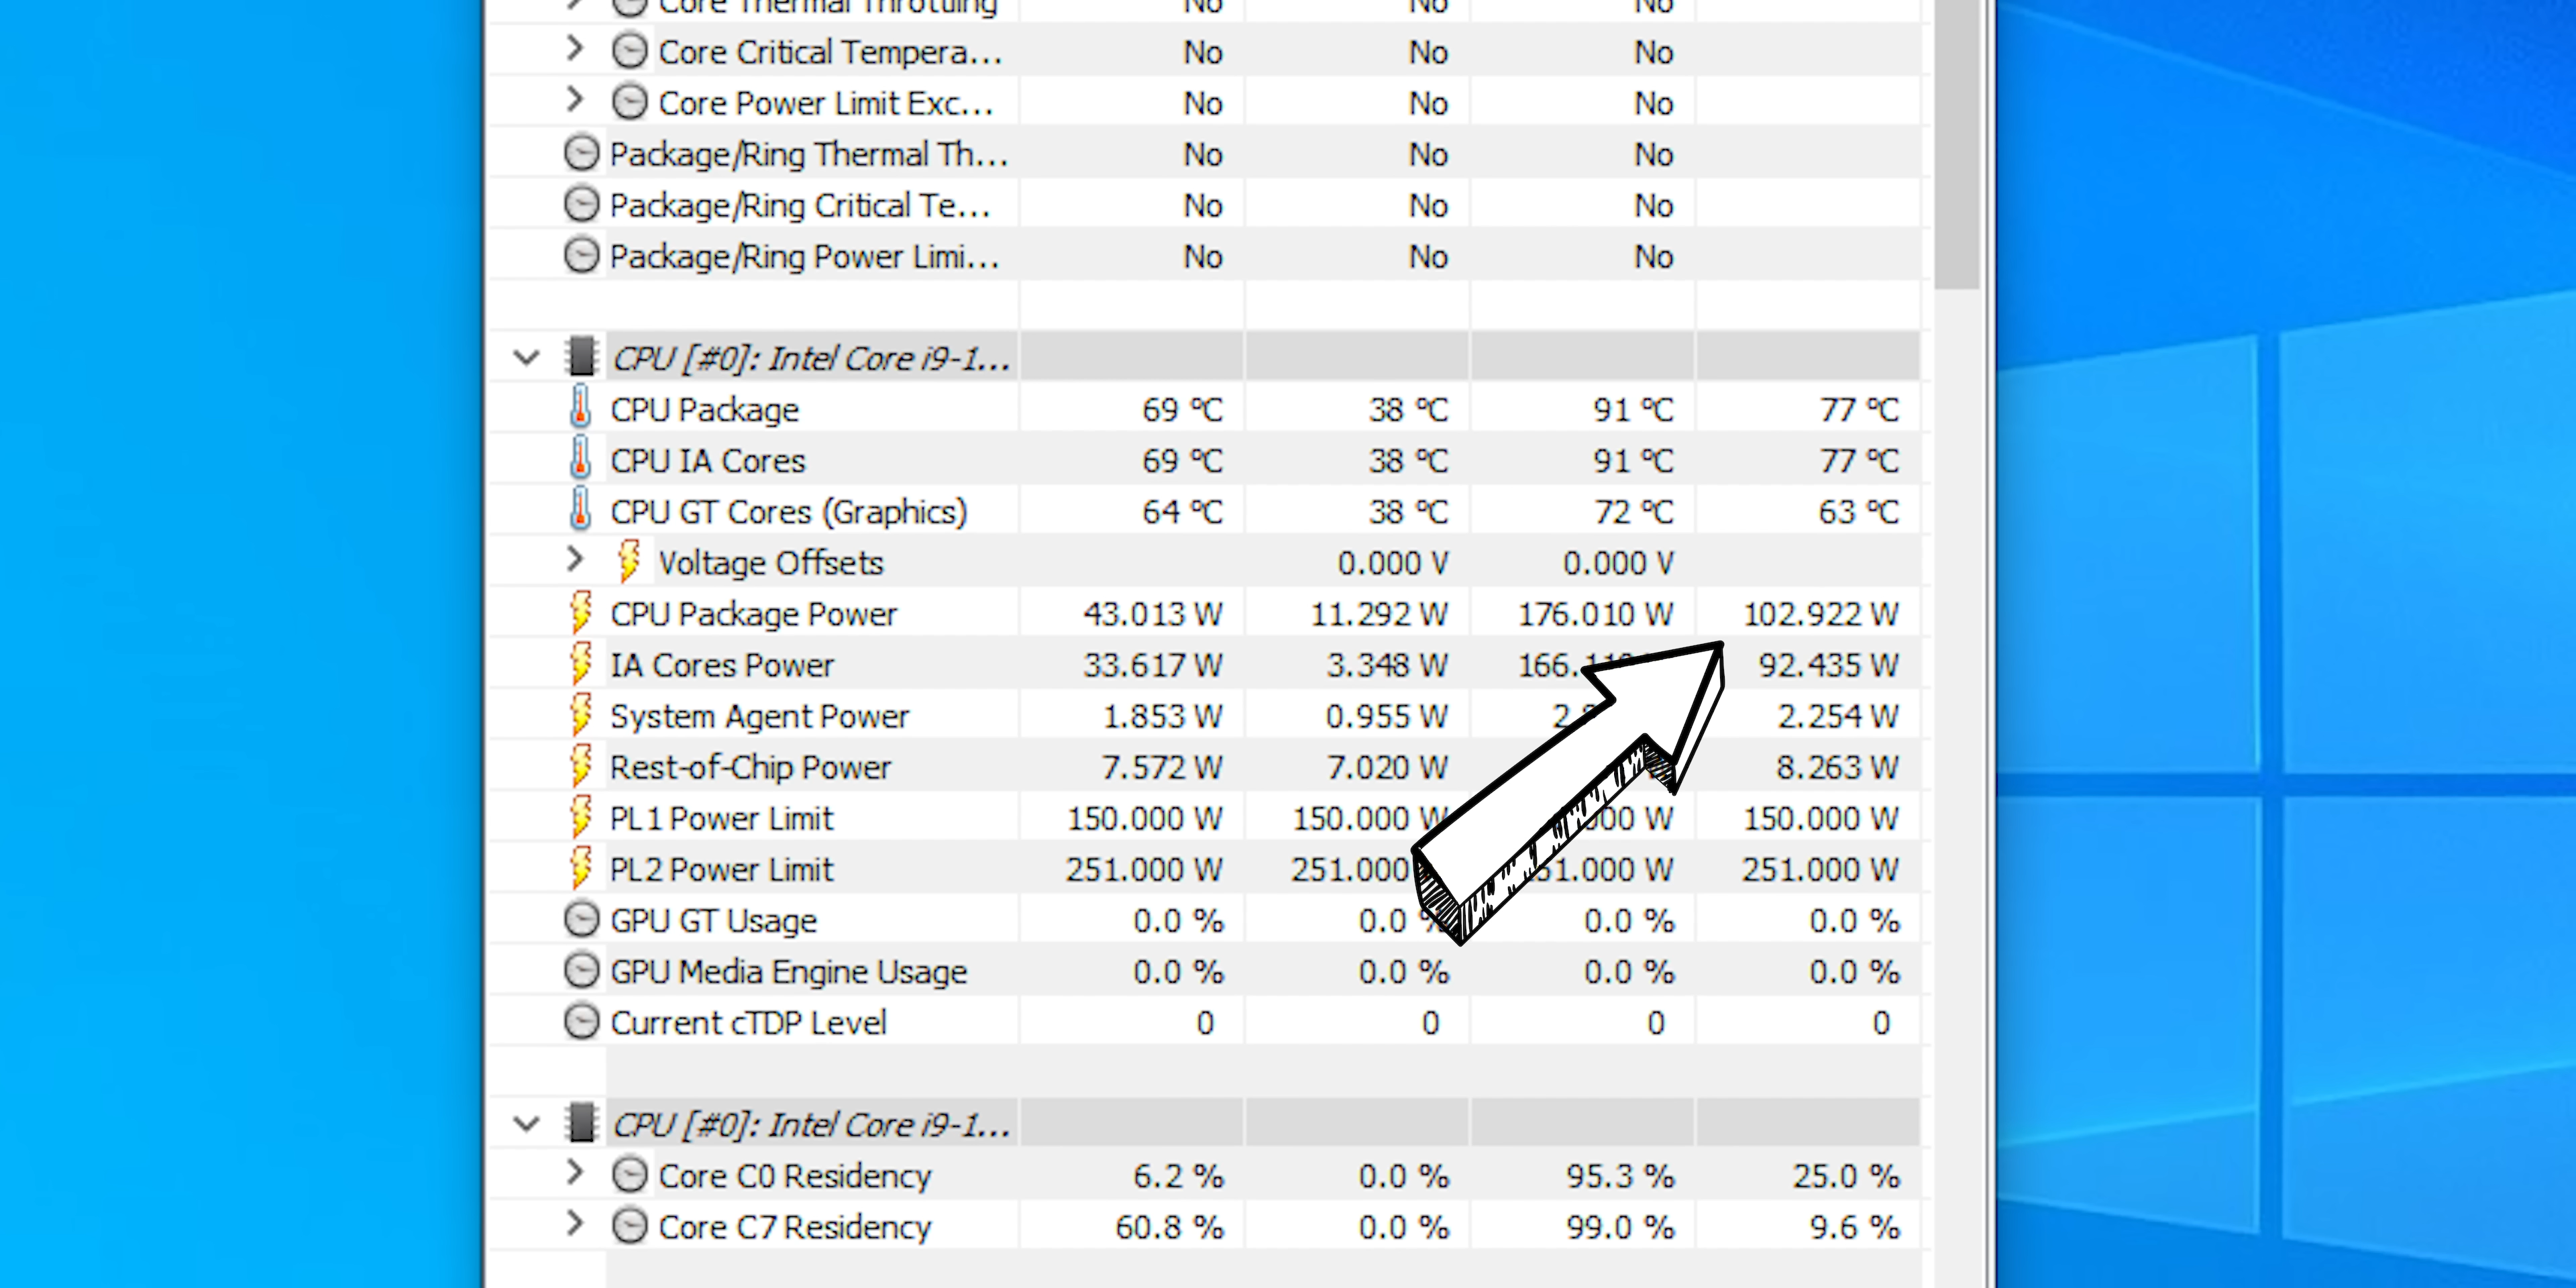 Core Thermal Throttling No No No
Core Critical Tempera... No No No
Core Power Limit Exc... No No No
Package/Ring Thermal Th... No No No
Package/Ring Critical Te... No No No
Package/Ring Power Limi... No No No
CPU [#0]: Intel Core i9-1...
CPU Package 69 °C 38 °C 91 °C 77 °C
CPU IA Cores 69 °C 38 °C 91 °C 77 °C
CPU GT Cores (Graphics) 64 °C 38 °C 72 °C 63 °C
Voltage Offsets 0.000 V 0.000 V
CPU Package Power 43.013 W 11.292 W 176.010 W 102.922 W
IA Cores Power 33.617 W 3.348 W 92.435 W
System Agent Power 1.853 W 0.955 W 2.254 W
Rest-of-Chip Power 7.572 W 7.020 W 8.263 W
PL1 Power Limit 150.000 W 150.000 W W 150.000 W
PL2 Power Limit 251.000 W 251.000 W 251.000 W
GPU GT Usage 0.0 % 0.0 % 0.0 % 0.0 %
GPU Media Engine Usage 0.0 % 0.0 % 0.0 % 0.0 %
Current cTDP Level 0 0 0 0
CPU [#0]: Intel Core i9-1...
Core C0 Residency 6.2 % 0.0 % 95.3 % 25.0 %
Core C7 Residency 60.8 % 0.0 % 99.0 % 9.6 %